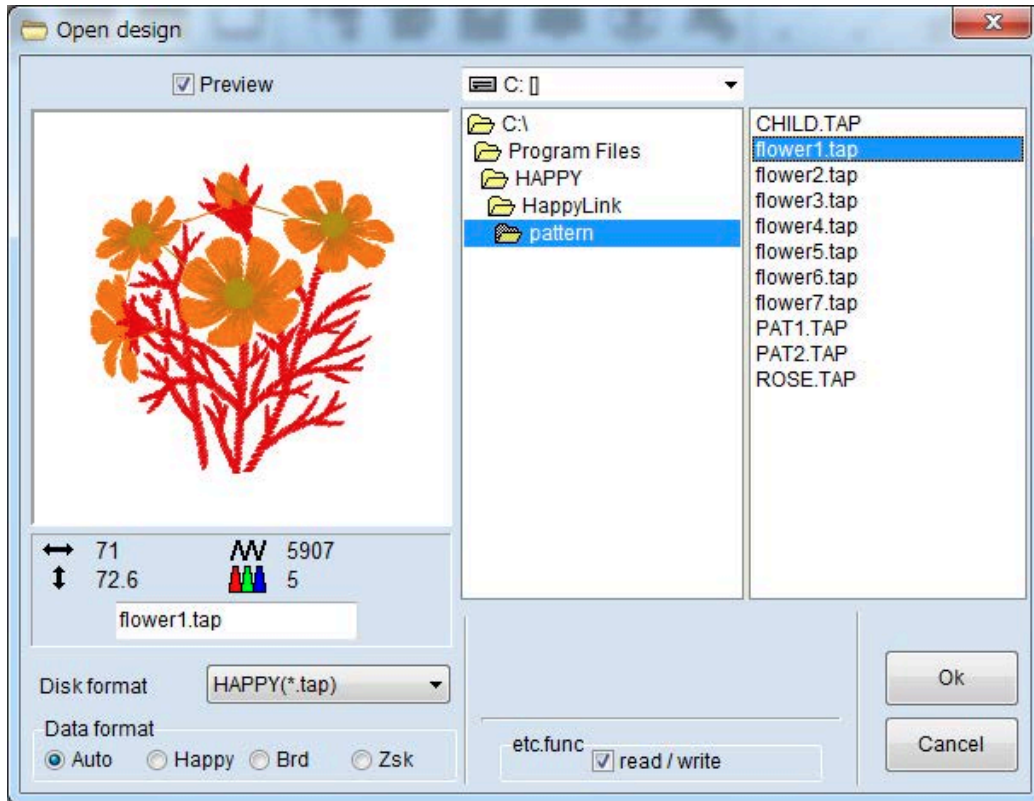 Open design
Preview
C: []
C:\
Program Files
HAPPY
HappyLink
pattern
CHILD.TAP
flower1.tap
flower2.tap
flower3.tap
flower4.tap
flower5.tap
flower6.tap
flower7.tap
PAT1.TAP
PAT2.TAP
ROSE.TAP
71
5907
72.6
5
flower1.tap
Disk format
HAPPY(*.tap)
Data format
Auto
Happy
Brd
Zsk
etc.func
read / write
Ok
Cancel